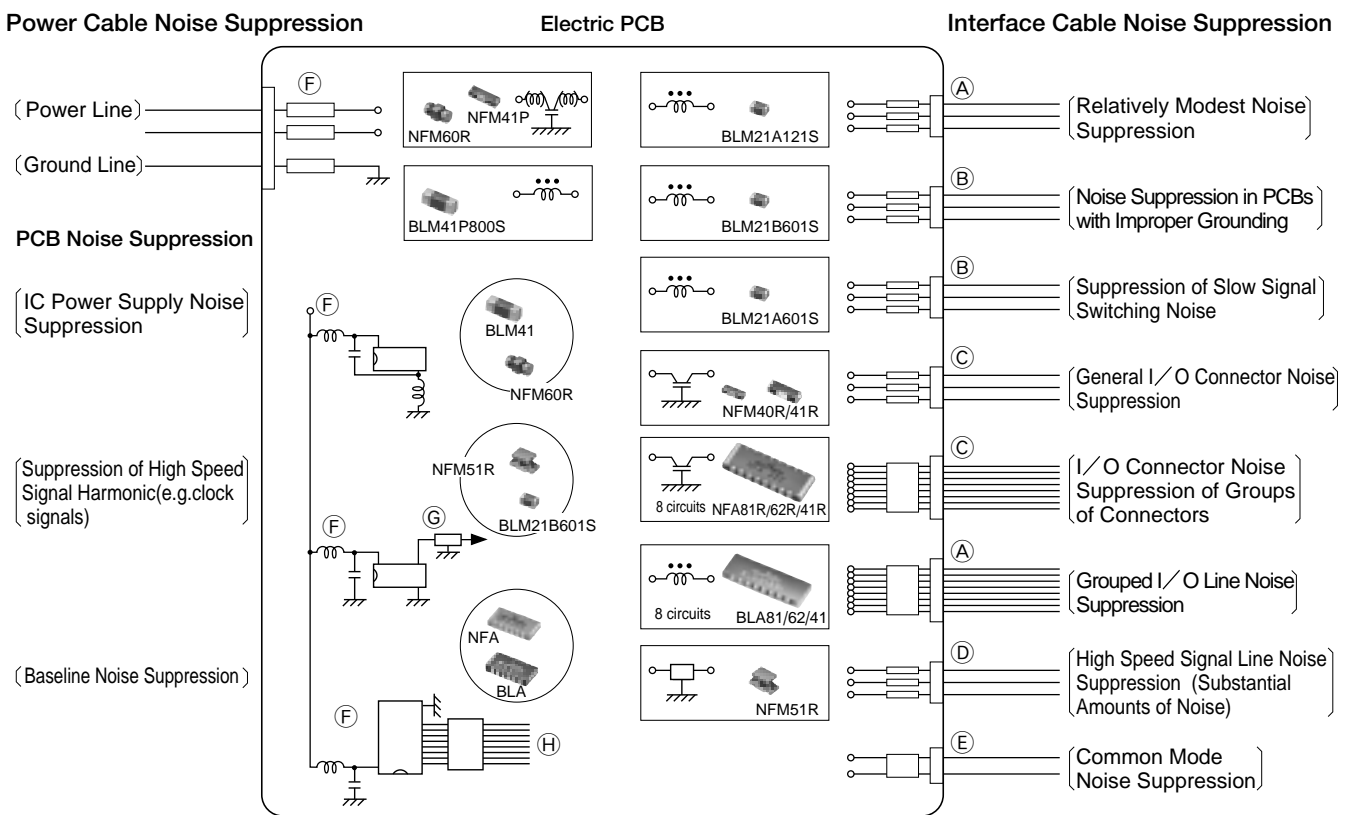 Power Cable Noise Suppression
Electric PCB
Interface Cable Noise Suppression
(Power Line)
(Ground Line)
Ⓕ
NFM60R
NFM41P
BLM41P800S
PCB Noise Suppression
(IC Power Supply Noise
Suppression)
Ⓕ
BLM41
NFM60R
(Suppression of High Speed
Signal Harmonic(e.g.clock
signals)
Ⓕ
Ⓖ
NFM51R
BLM21B601S
(Baseline Noise Suppression)
Ⓕ
Ⓗ
NFA
BLA
BLM21A121S
Ⓐ
(Relatively Modest Noise
Suppression)
BLM21B601S
Ⓑ
(Noise Suppression in PCBs
with Improper Grounding)
BLM21A601S
Ⓑ
(Suppression of Slow Signal
Switching Noise)
NFM40R/41R
Ⓒ
(General I/O Connector Noise
Suppression)
8 circuits NFA81R/62R/41R
Ⓒ
(I/O Connector Noise
Suppression of Groups
of Connectors)
8 circuits BLA81/62/41
Ⓐ
(Grouped I/O Line Noise
Suppression)
NFM51R
Ⓓ
(High Speed Signal Line Noise
Suppression (Substantial
Amounts of Noise)
Ⓔ
(Common Mode
Noise Suppression)